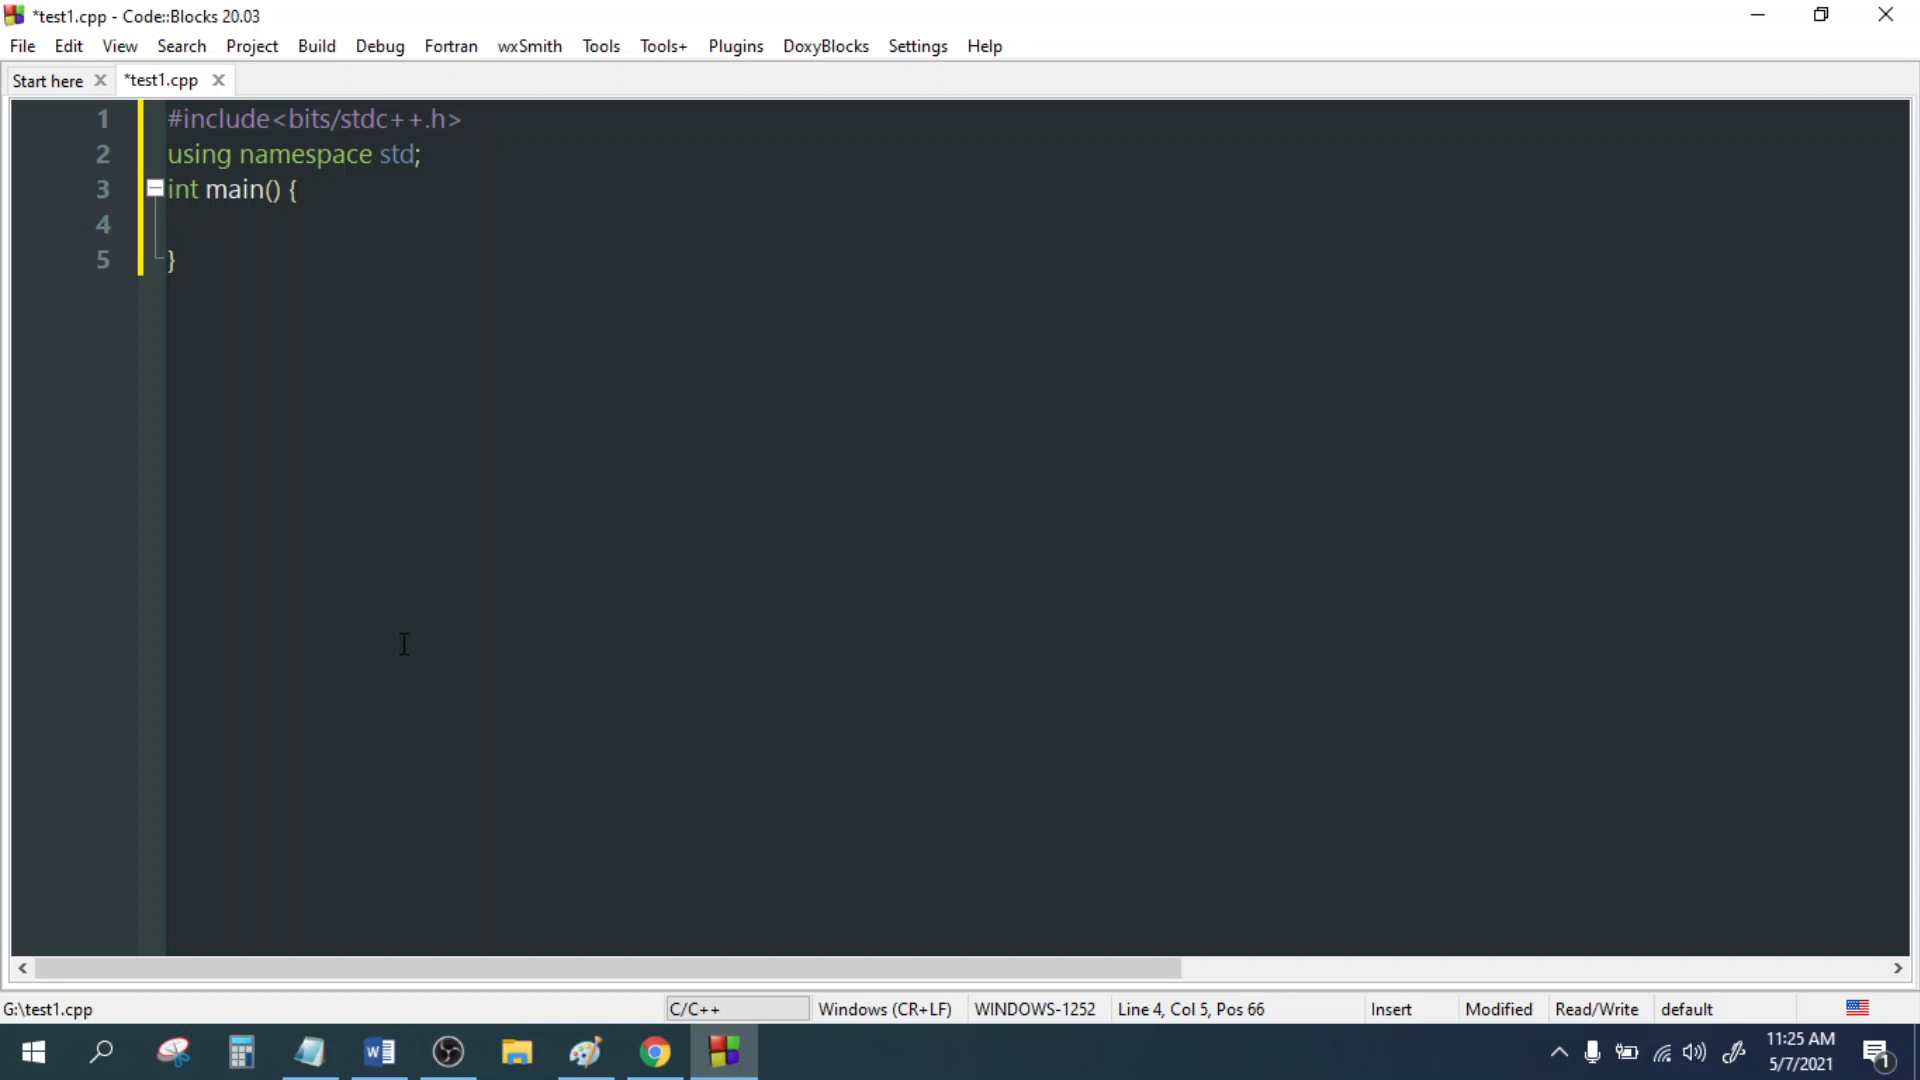 *test1.cpp - Code::Blocks 20.03
File Edit View Search Project Build Debug Fortran wxSmith Tools Tools+ Plugins DoxyBlocks Settings Help
Start here *test1.cpp
1 #include<bits/stdc++.h>
2 using namespace std;
3 int main() {
4
5 }
G:\test1.cpp C/C++ Windows (CR+LF) WINDOWS-1252 Line 4, Col 5, Pos 66 Insert Modified Read/Write default
11:25 AM
5/7/2021
1